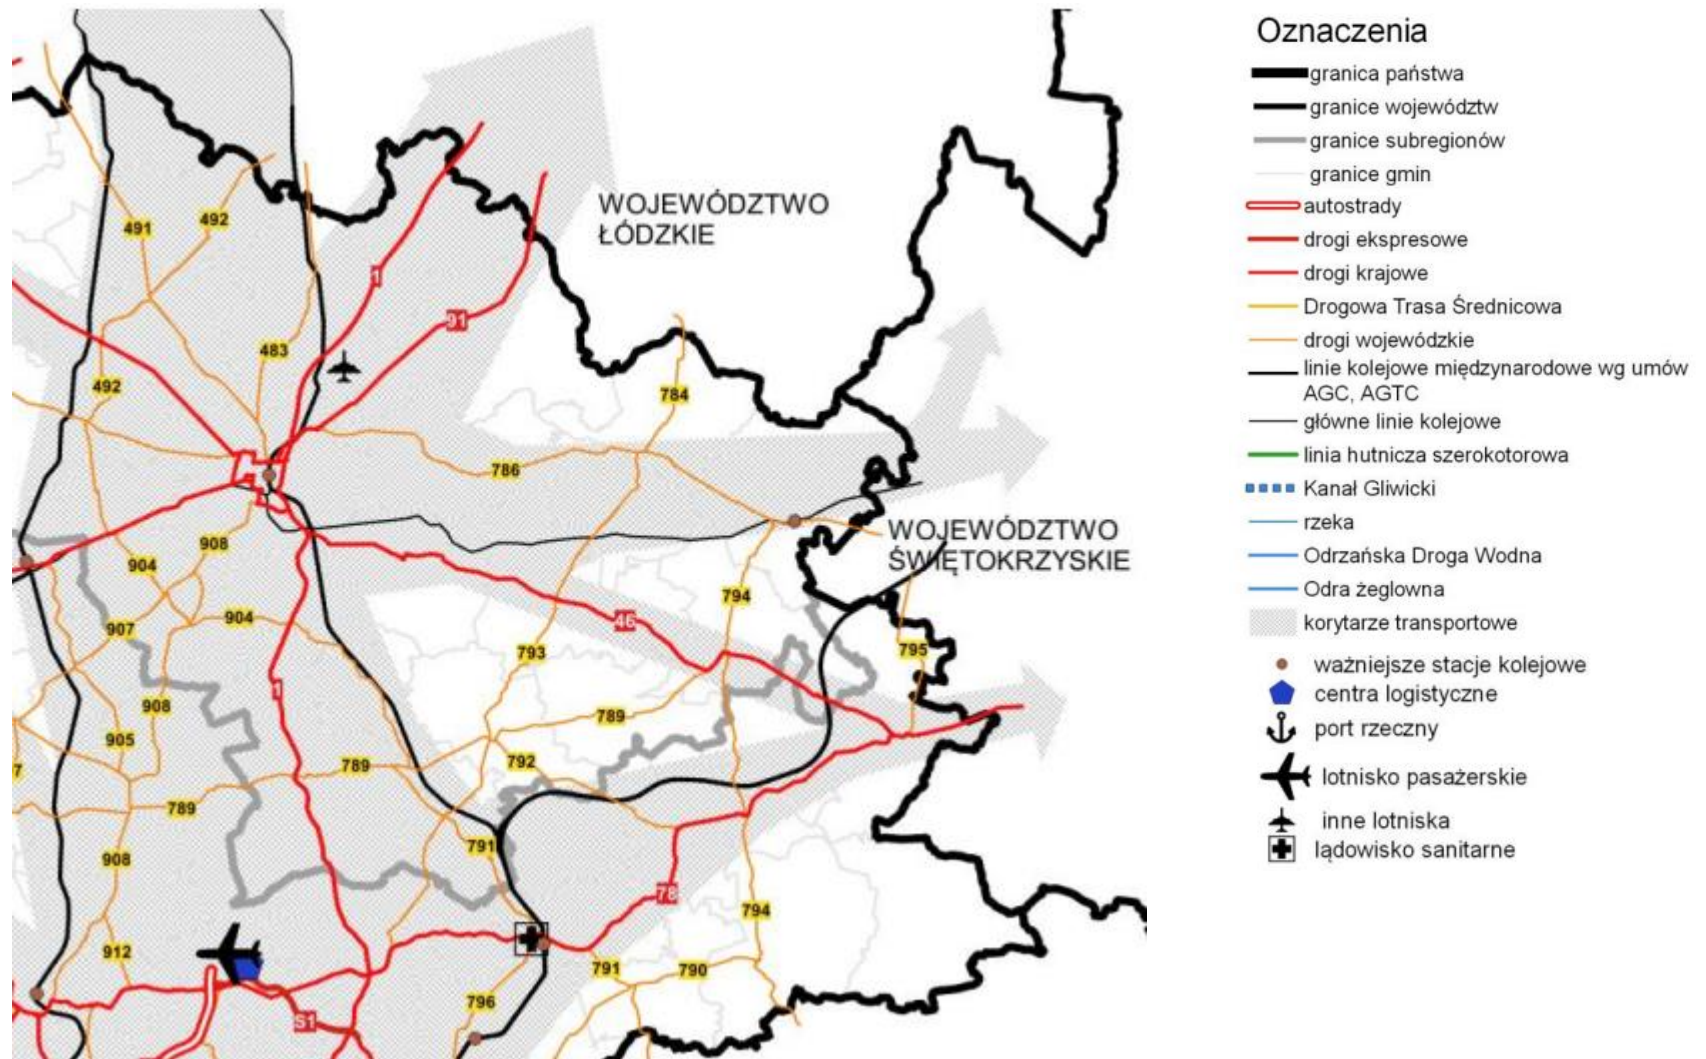 491
492
WOJEWÓDZTWO
ŁÓDZKIE
1
91
483
492
784
786
WOJEWÓDZTWO
ŚWIĘTOKRZYSKIE
908
904
794
907
904
46
793
795
1
908
789
905
792
7
789
789
791
908
78
794
912
791
790
796
S1
Oznaczenia
granica państwa
granice województw
granice subregionów
granice gmin
autostrady
drogi ekspresowe
drogi krajowe
Drogowa Trasa Średnicowa
drogi wojewódzkie
linie kolejowe międzynarodowe wg umów
AGC, AGTC
główne linie kolejowe
linia hutnicza szerokotorowa
Kanał Gliwicki
rzeka
Odrzańska Droga Wodna
Odra żeglowna
korytarze transportowe
ważniejsze stacje kolejowe
centra logistyczne
port rzeczny
lotnisko pasażerskie
inne lotniska
lądowisko sanitarne